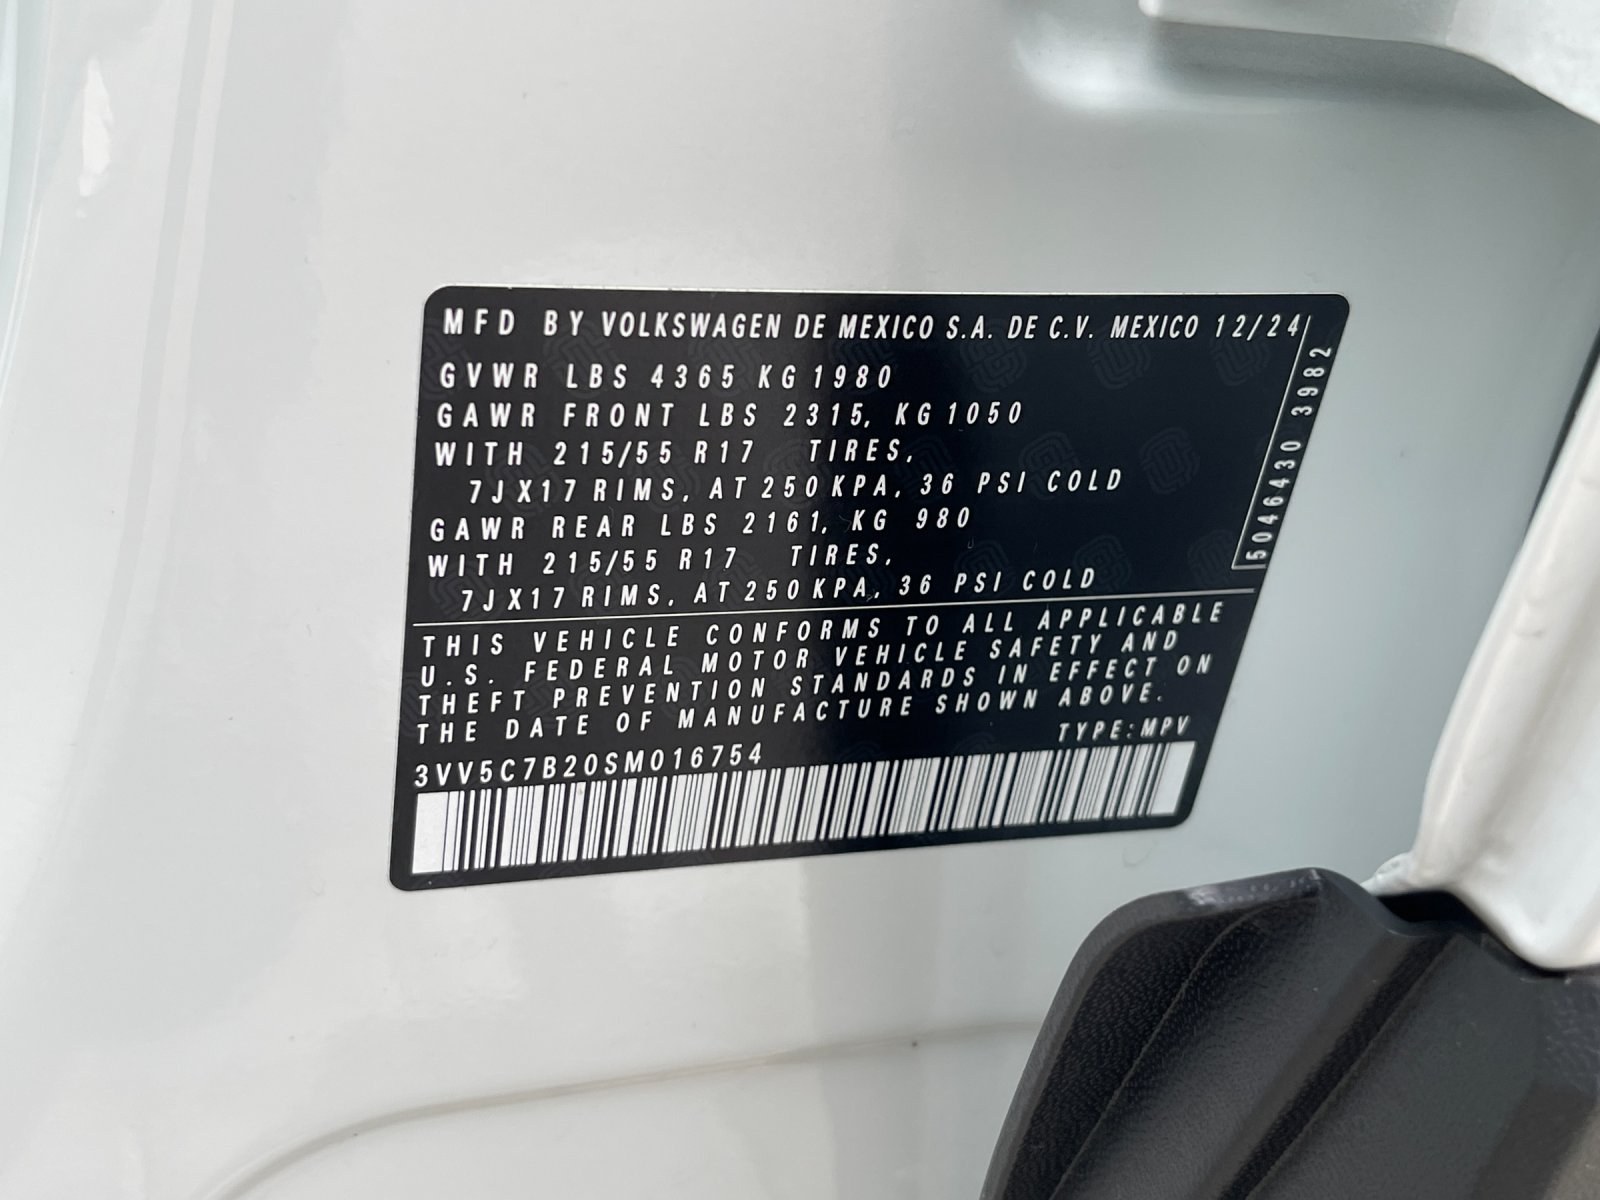 MFD BY VOLKSWAGEN DE MEXICO S.A. DE C.V. MEXICO 12/24
GVWR LBS 4365 KG 1980
GAWR FRONT LBS 2315, KG 1050
WITH 215/55 R17 TIRES,
7JX17 RIMS, AT 250 KPA, 36 PSI COLD
GAWR REAR LBS 2161, KG 980
WITH 215/55 R17 TIRES,
7JX17 RIMS, AT 250 KPA, 36 PSI COLD
5046430 3982
THIS VEHICLE CONFORMS TO ALL APPLICABLE
U.S. FEDERAL MOTOR VEHICLE SAFETY AND
THEFT PREVENTION STANDARDS IN EFFECT ON
THE DATE OF MANUFACTURE SHOWN ABOVE.
TYPE: MPV
3VV5C7B20SM016754